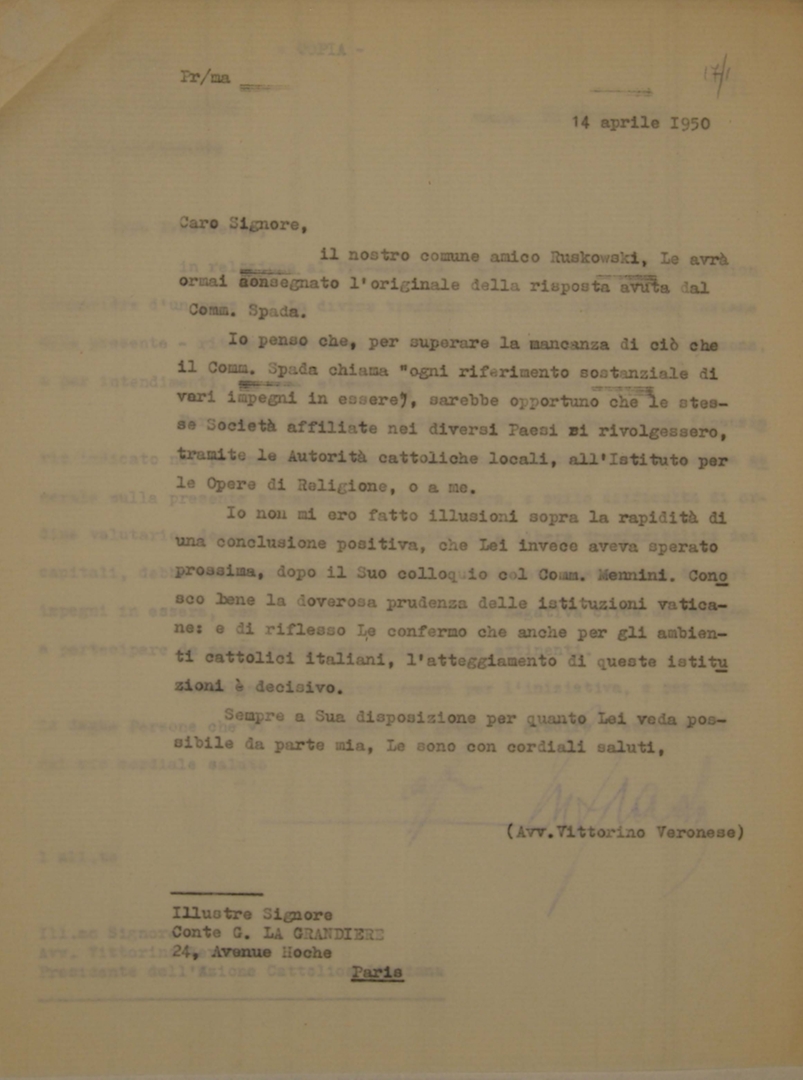 - COPIA -
Pr/ma
17/1
14 aprile I950
Caro Signore,
il nostro comune amico Ruskowski, Le avrà
ormai consegnato l'originale della risposta avuta dal
Comm. Spada.
Io penso che, per superare la mancanza di ciò che
il Comm. Spada chiama "ogni riferimento sostanziale di
vari impegni in essere", sarebbe opportuno che le stes-
se Società affiliate nei diversi Paesi si rivolgessero,
tramite le Autorità cattoliche locali, all'Istituto per
le Opere di Religione, o a me.
Io non mi ero fatto illusioni sopra la rapidità di
una conclusione positiva, che Lei invece aveva sperato
prossima, dopo il Suo colloquio col Comm. Mennini. Cono
sco bene la doverosa prudenza delle istituzioni vatica-
ne: e di riflesso Le confermo che anche per gli ambien-
ti cattolici italiani, l'atteggiamento di queste istitu
zioni è decisivo.
Sempre a Sua disposizione per quanto Lei veda pos-
sibile da parte mia, Le sono con cordiali saluti,
(Avv.Vittorino Veronese)
Illustre Signore
Conte G. LA GRANDIERE
24, Avenue Hoche
Paris